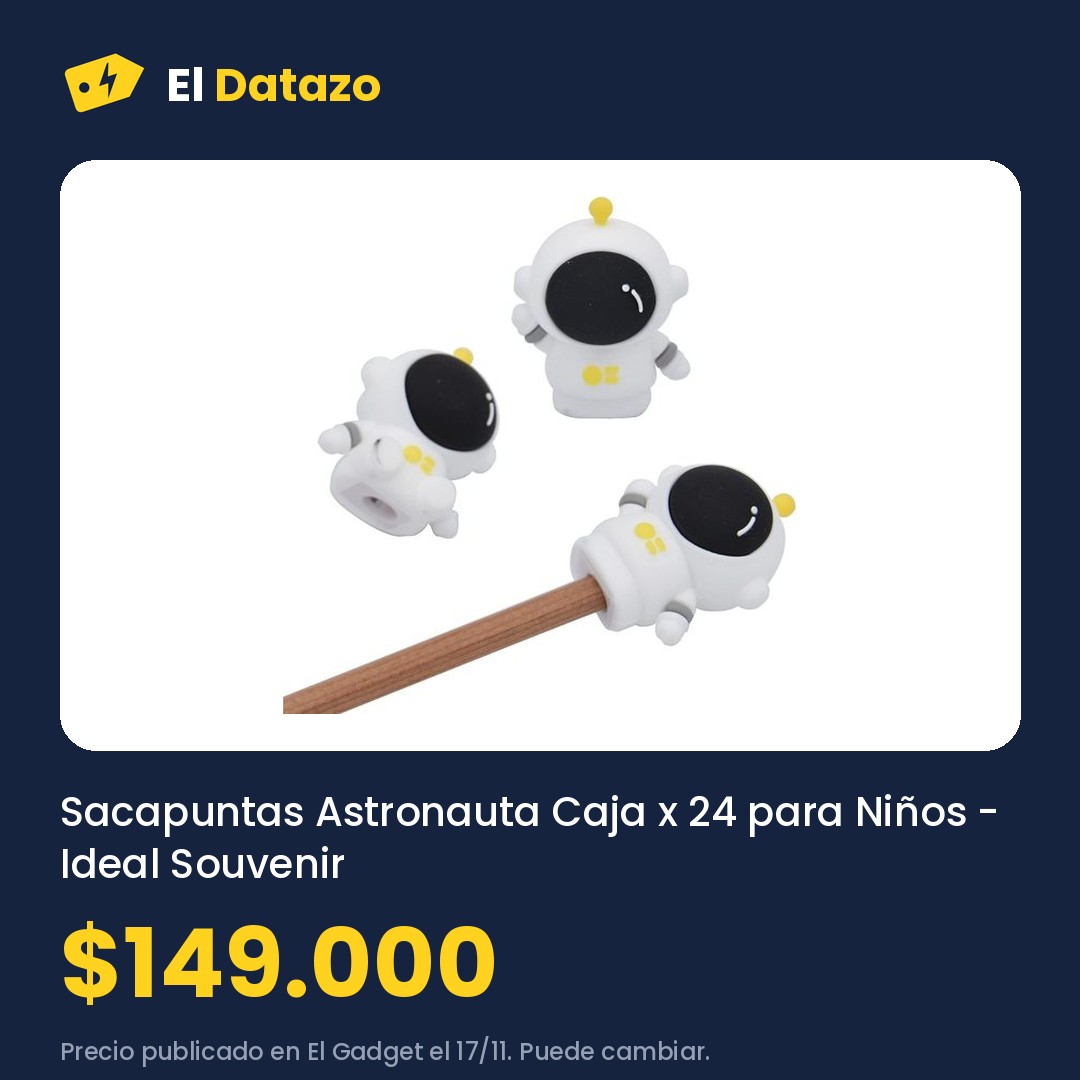 El Datazo
Sacapuntas Astronauta Caja x 24 para Niños -
Ideal Souvenir
$149.000
Precio publicado en El Gadget el 17/11. Puede cambiar.